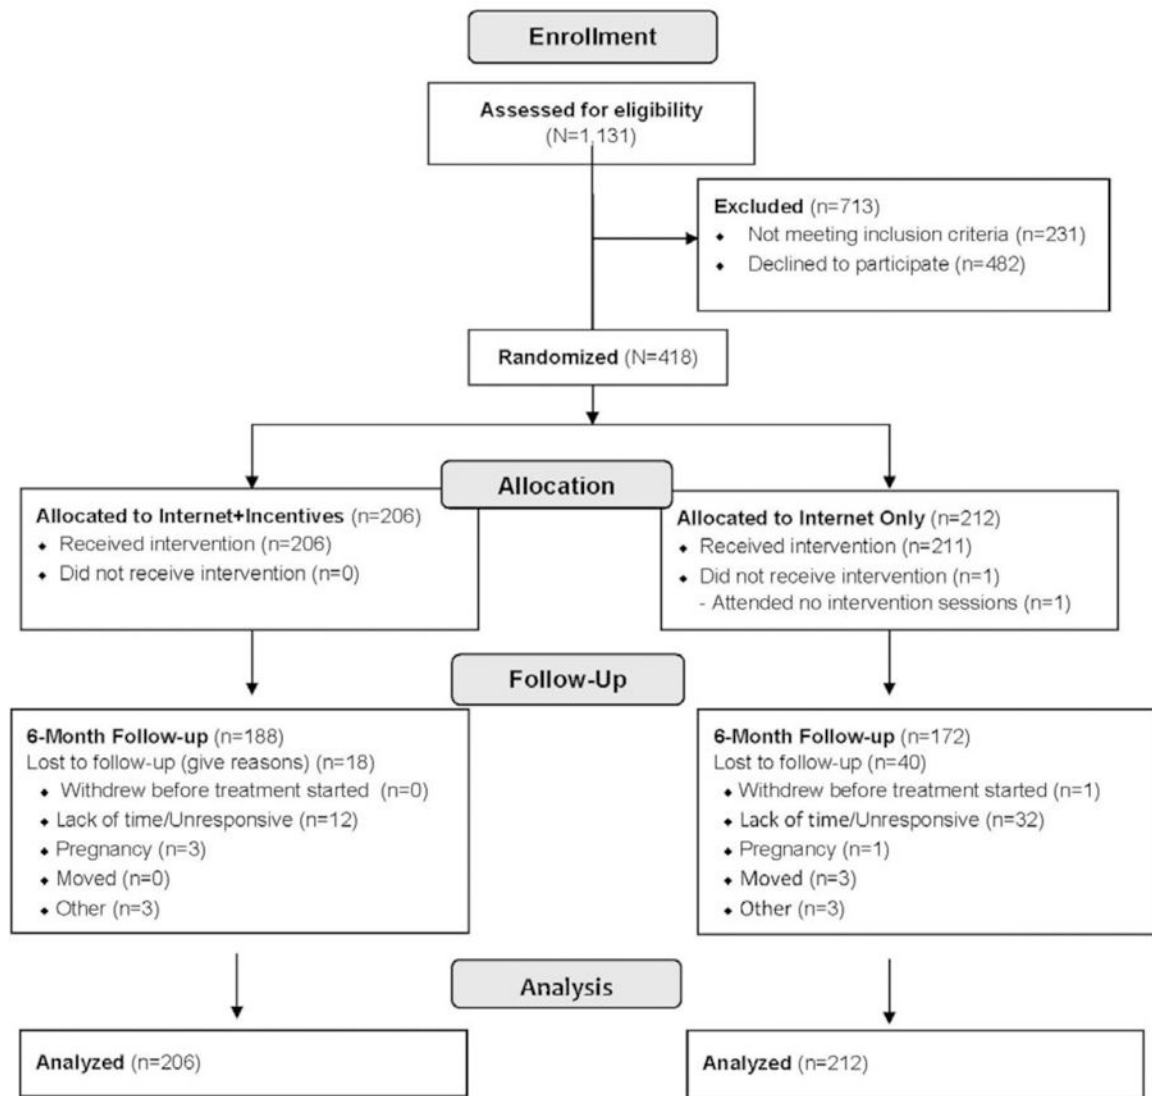 Enrollment
Assessed for eligibility
(N=1,131)
Excluded (n=713)
⬥ Not meeting inclusion criteria (n=231)
⬥ Declined to participate (n=482)
Randomized (N=418)
Allocation
Allocated to Internet+Incentives (n=206)
⬥ Received intervention (n=206)
⬥ Did not receive intervention (n=0)
Allocated to Internet Only (n=212)
⬥ Received intervention (n=211)
⬥ Did not receive intervention (n=1)
- Attended no intervention sessions (n=1)
Follow-Up
6-Month Follow-up (n=188)
Lost to follow-up (give reasons) (n=18)
⬥ Withdrew before treatment started (n=0)
⬥ Lack of time/Unresponsive (n=12)
⬥ Pregnancy (n=3)
⬥ Moved (n=0)
⬥ Other (n=3)
6-Month Follow-up (n=172)
Lost to follow-up (n=40)
⬥ Withdrew before treatment started (n=1)
⬥ Lack of time/Unresponsive (n=32)
⬥ Pregnancy (n=1)
⬥ Moved (n=3)
⬥ Other (n=3)
Analysis
Analyzed (n=206)
Analyzed (n=212)